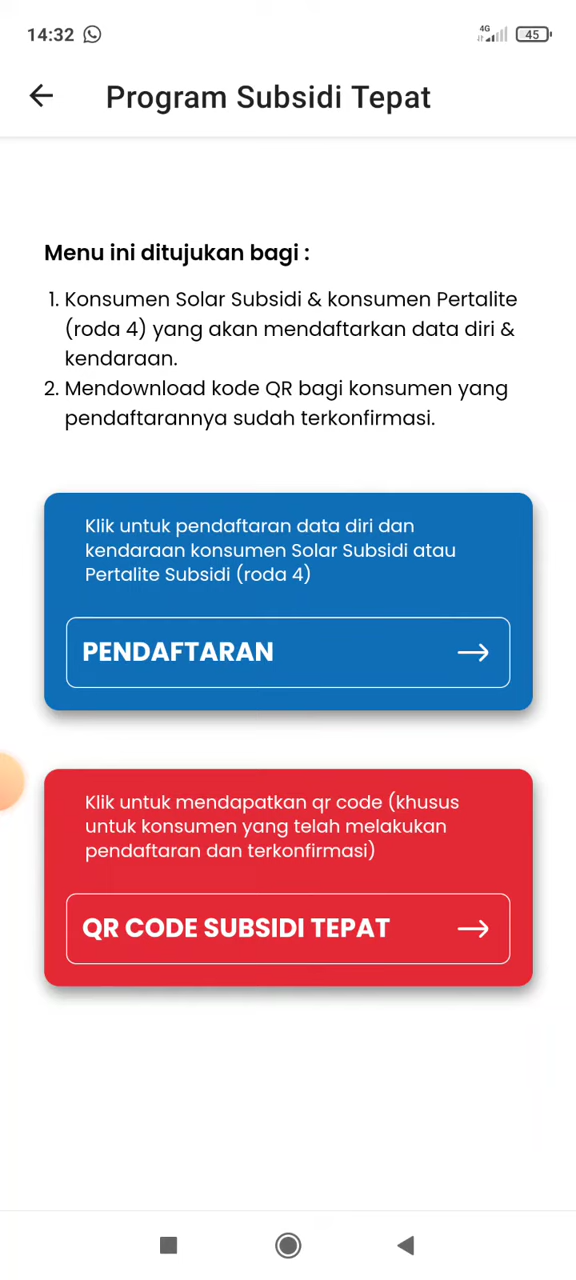 14:32
4G
45
Program Subsidi Tepat
Menu ini ditujukan bagi :
1. Konsumen Solar Subsidi & konsumen Pertalite
(roda 4) yang akan mendaftarkan data diri &
kendaraan.
2. Mendownload kode QR bagi konsumen yang
pendaftarannya sudah terkonfirmasi.
Klik untuk pendaftaran data diri dan
kendaraan konsumen Solar Subsidi atau
Pertalite Subsidi (roda 4)
PENDAFTARAN
Klik untuk mendapatkan qr code (khusus
untuk konsumen yang telah melakukan
pendaftaran dan terkonfirmasi)
QR CODE SUBSIDI TEPAT